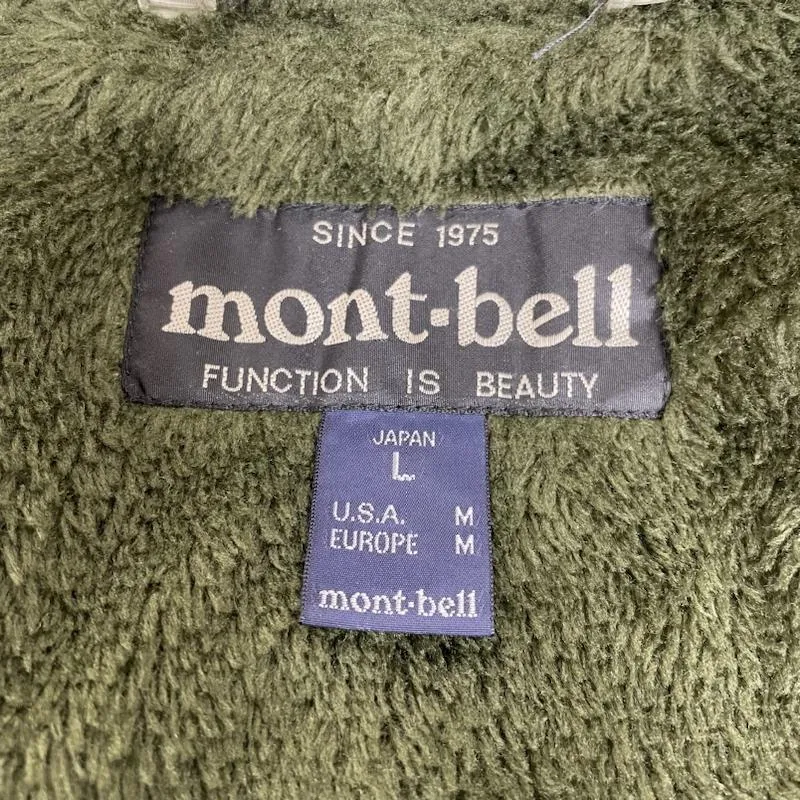 SINCE 1975
mont-bell
FUNCTION IS BEAUTY
JAPAN
L
U.S.A. M
EUROPE M
mont-bell